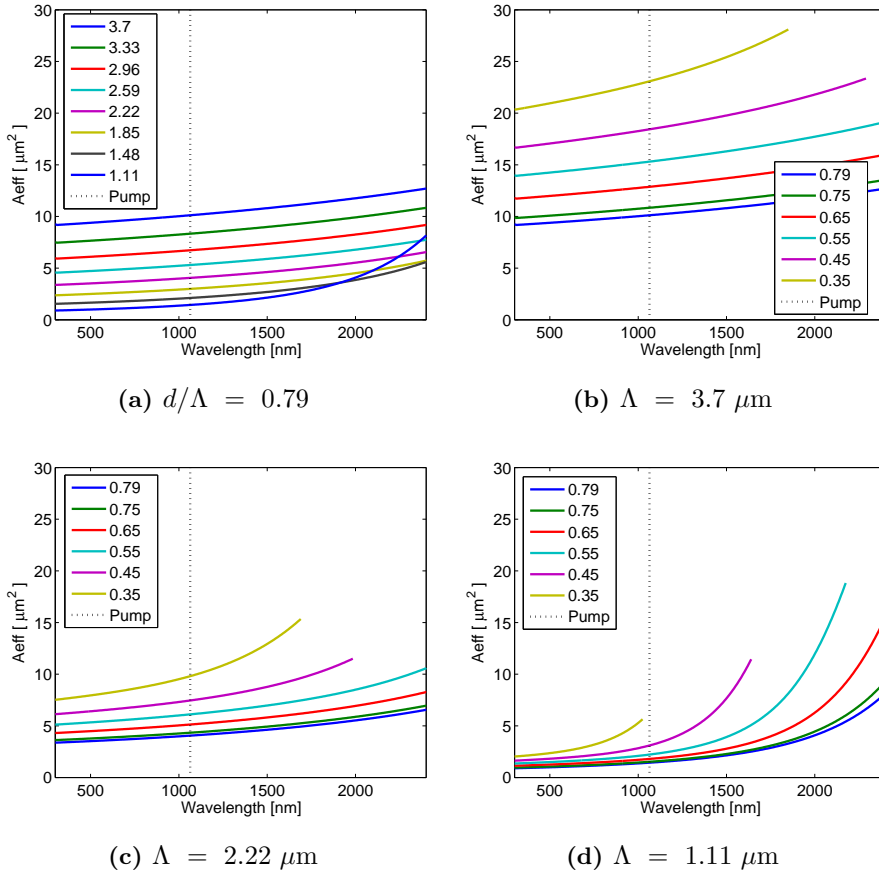 30
25
20
15
10
5
0
Aeff [ μm²]
3.7
3.33
2.96
2.59
2.22
1.85
1.48
1.11
Pump
500 1000 1500 2000
Wavelength [nm]
(a) d/Λ = 0.79
30
25
20
15
10
5
0
Aeff [ μm²]
0.79
0.75
0.65
0.55
0.45
0.35
Pump
500 1000 1500 2000
Wavelength [nm]
(b) Λ = 3.7 μm
30
25
20
15
10
5
0
Aeff [ μm²]
0.79
0.75
0.65
0.55
0.45
0.35
Pump
500 1000 1500 2000
Wavelength [nm]
(c) Λ = 2.22 μm
30
25
20
15
10
5
0
Aeff [ μm²]
0.79
0.75
0.65
0.55
0.45
0.35
Pump
500 1000 1500 2000
Wavelength [nm]
(d) Λ = 1.11 μm